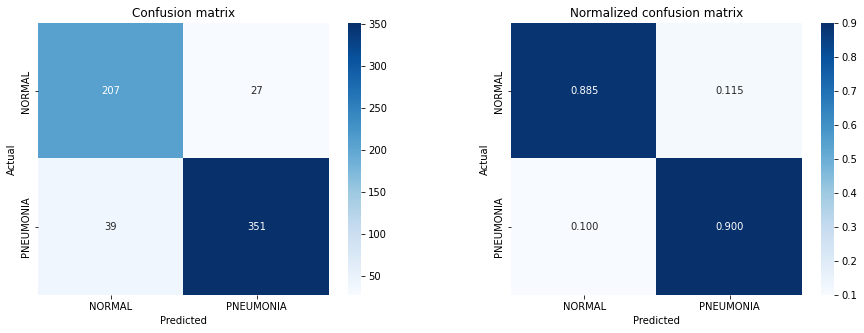 Confusion matrix
NORMAL
PNEUMONIA
Actual
207
27
39
351
NORMAL
PNEUMONIA
Predicted
350
300
250
200
150
100
50
Normalized confusion matrix
NORMAL
PNEUMONIA
Actual
0.885
0.115
0.100
0.900
NORMAL
PNEUMONIA
Predicted
0.9
0.8
0.7
0.6
0.5
0.4
0.3
0.2
0.1